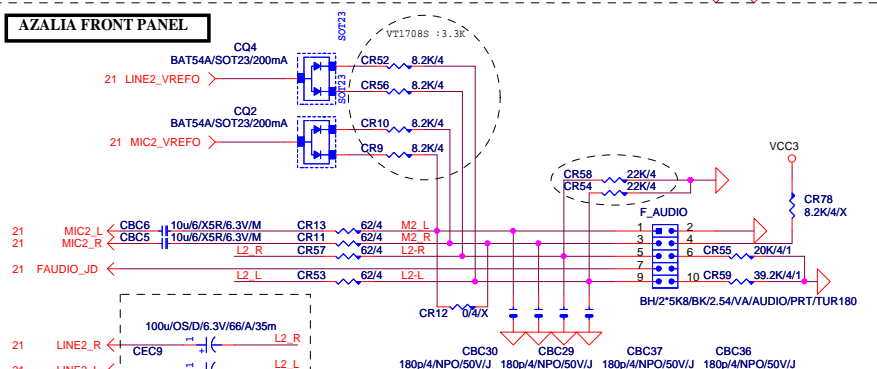 AZALIA FRONT PANEL
SOT23
VT1708S :3.3K
CQ4
BAT54A/SOT23/200mA
CR52 8.2K/4
21 LINE2_VREFO
SOT23
CR56 8.2K/4
CQ2
BAT54A/SOT23/200mA
CR10 8.2K/4
21 MIC2_VREFO
CR9 8.2K/4
VCC3
CR58 22K/4
CR54 22K/4
CR78
8.2K/4/X
F_AUDIO
21 MIC2_L CBC6 10u/6/X5R/6.3V/M CR13 62/4 M2_L 1 2
21 MIC2_R CBC5 10u/6/X5R/6.3V/M CR11 62/4 M2_R 3 4
L2_R CR57 62/4 L2-R 5 6 CR55 20K/4/1
21 FAUDIO_JD 7
L2_L CR53 62/4 L2-L 9 10 CR59 39.2K/4/1
BH/2*5K8/BK/2.54/VA/AUDIO/PRT/TUR180
CR12 0/4/X
100u/OS/D/6.3V/66/A/35m
21 LINE2_R CEC9 1 + L2_R
CBC30 CBC29 CBC37 CBC36
180p/4/NPO/50V/J 180p/4/NPO/50V/J 180p/4/NPO/50V/J 180p/4/NPO/50V/J
21 LINE2_L 1 L2_L